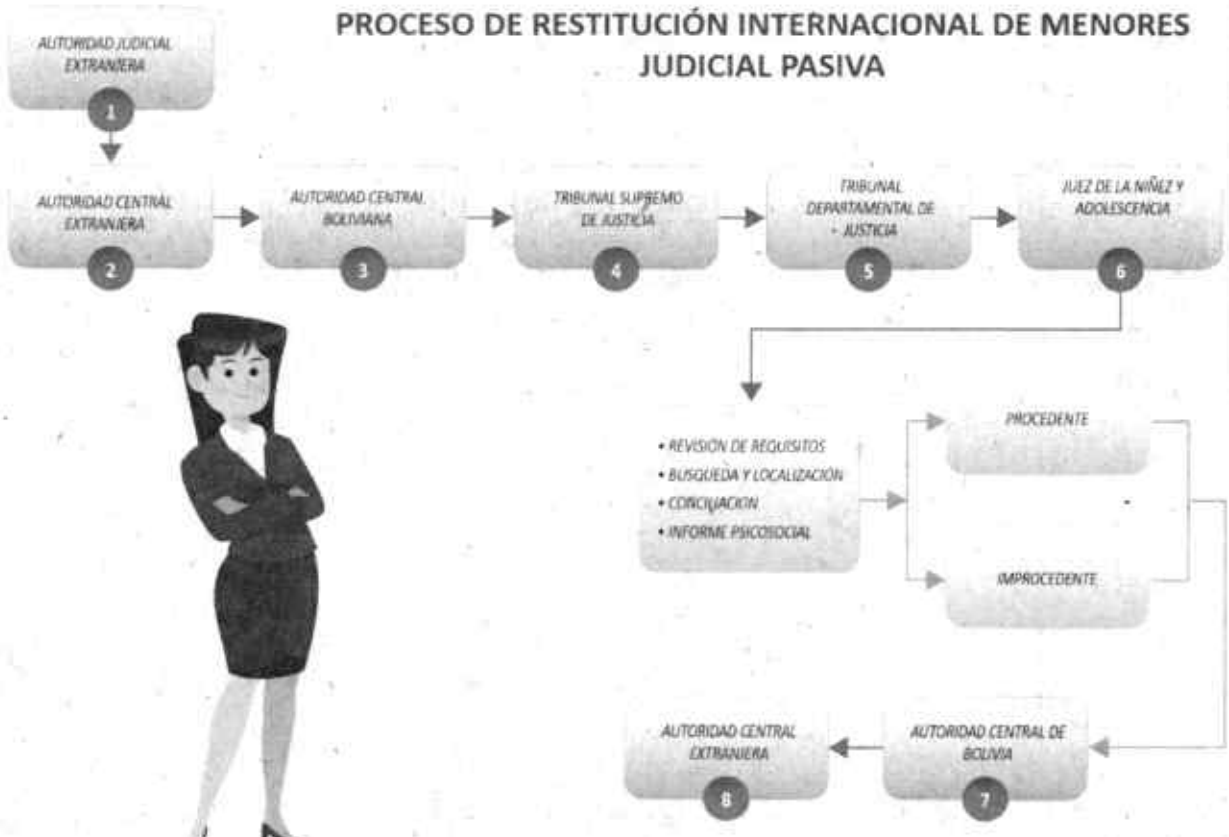 PROCESO DE RESTITUCIÓN INTERNACIONAL DE MENORES
JUDICIAL PASIVA
AUTORIDAD JUDICIAL
EXTRANJERA
1
AUTORIDAD CENTRAL
EXTRANJERA
2
AUTORIDAD CENTRAL
BOLIVIANA
3
TRIBUNAL SUPREMO
DE JUSTICIA
4
TRIBUNAL
DEPARTAMENTAL DE
JUSTICIA
5
JUEZ DE LA NIÑEZ Y
ADOLESCENCIA
6
• REVISIÓN DE REQUISITOS
• BUSQUEDA Y LOCALIZACIÓN
• CONCILIACION
• INFORME PSICOSOCIAL
PROCEDENTE
IMPROCEDENTE
AUTORIDAD CENTRAL DE
BOLIVIA
7
AUTORIDAD CENTRAL
EXTRANJERA
8